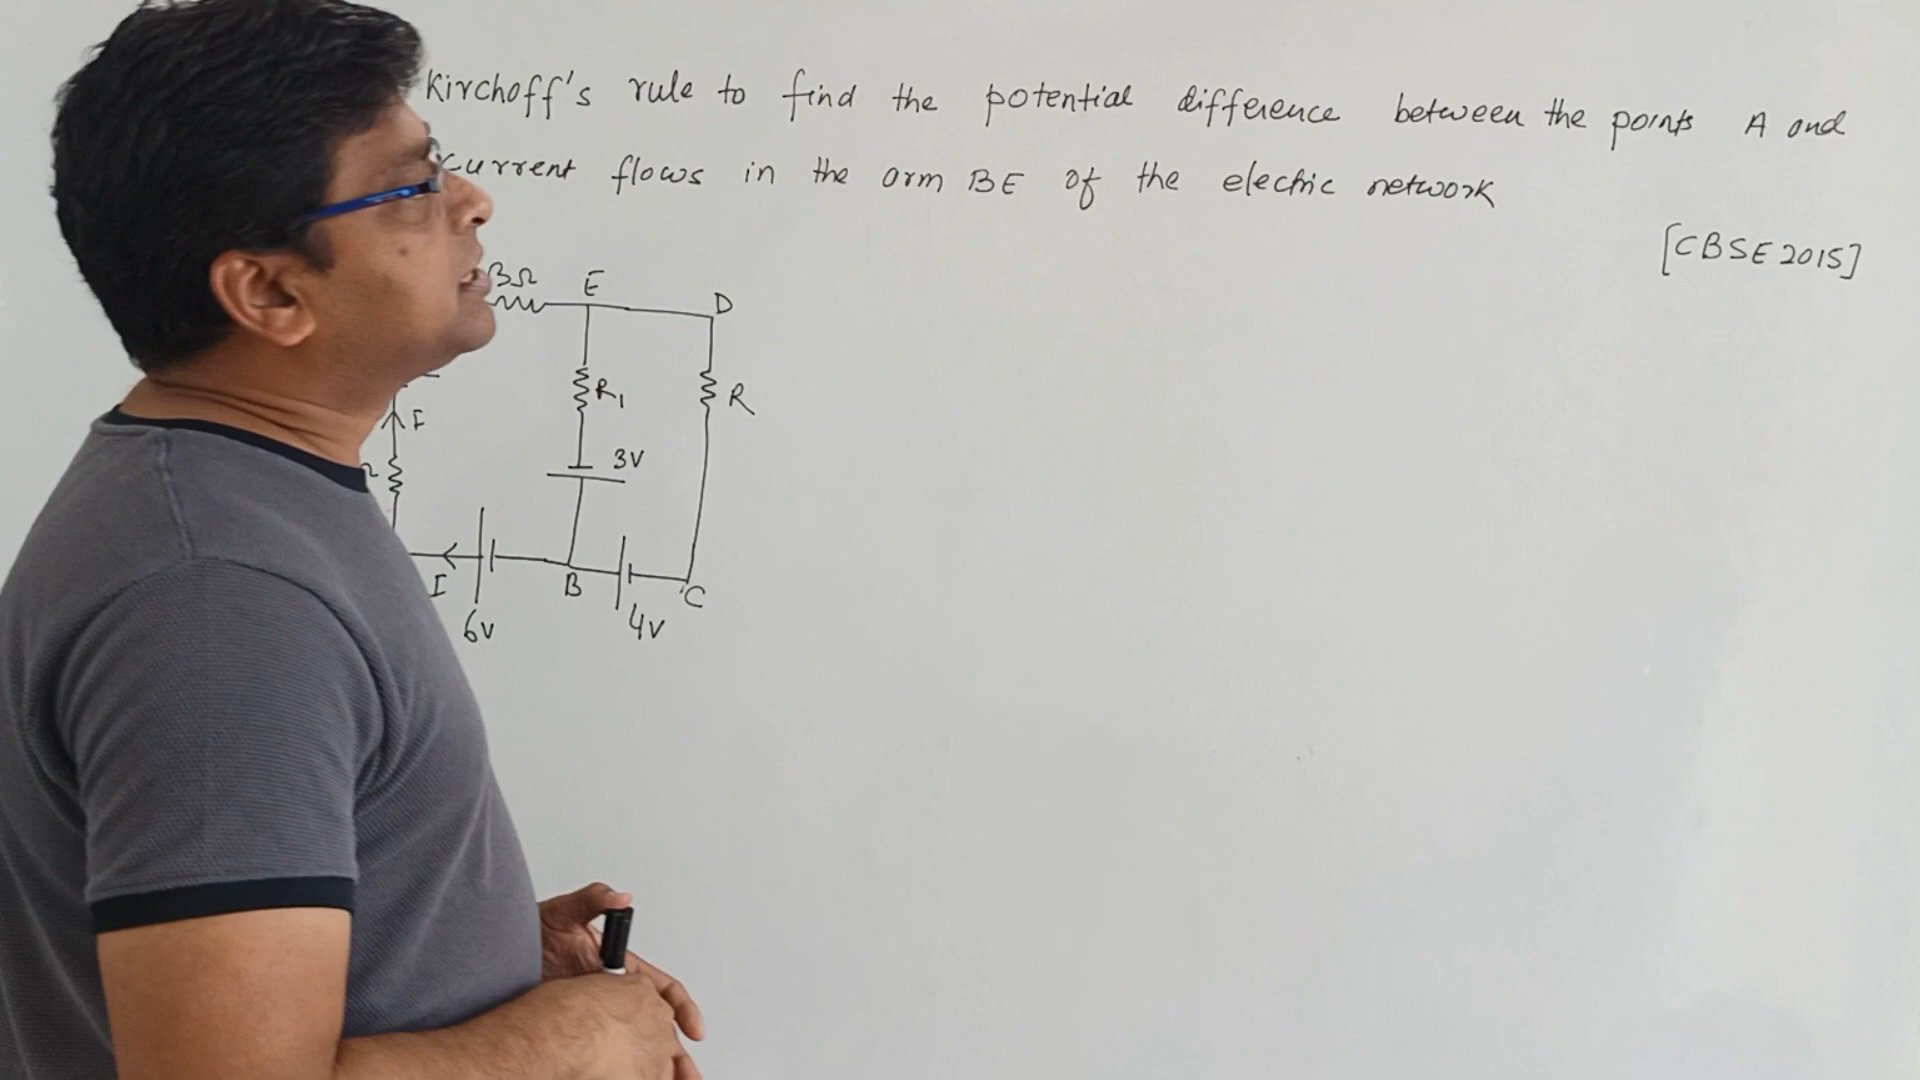 Kirchoff's rule to find the potential difference between the points A and
current flows in the arm BE of the electric network
[CBSE 2015]
3Ω E D
R1 R
I
3V
I B C
6v 4v